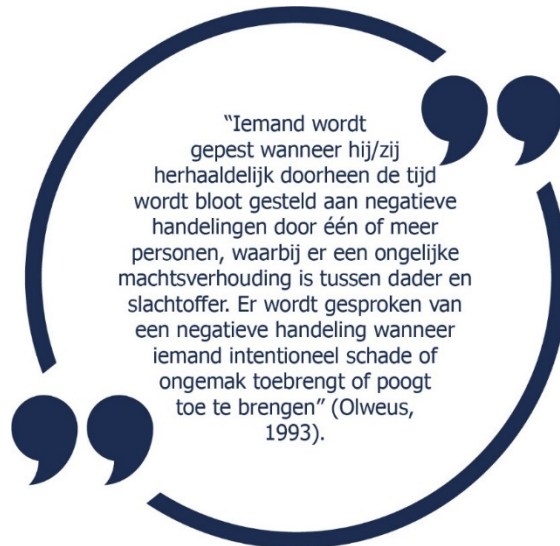 “Iemand wordt
gepest wanneer hij/zij
herhaaldelijk doorheen de tijd
wordt bloot gesteld aan negatieve
handelingen door één of meer
personen, waarbij er een ongelijke
machtsverhouding is tussen dader en
slachtoffer. Er wordt gesproken van
een negatieve handeling wanneer
iemand intentioneel schade of
ongemak toebrengt of poogt
toe te brengen” (Olweus,
1993).